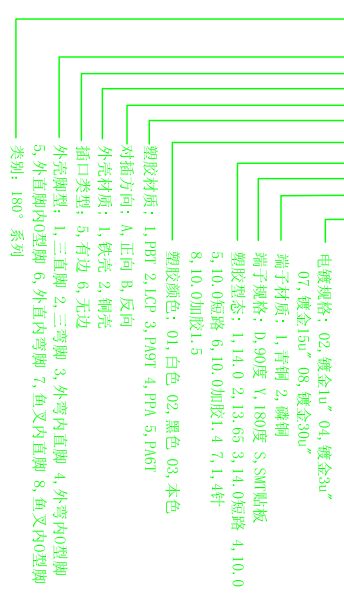 电镀规格: 02,镀金1u" 04,镀金3u"
07,镀金15u" 08,镀金30u"
端子材质: 1,青铜 2,磷铜
端子规格: D,90度 V,180度 S,SMT贴板
塑胶型态: 1,14.0 2,13.65 3,14.0短路 4,10.0
5,10.0短路 6,10.0加胶1.4 7,1,4针
8,10.0加胶1.5
塑胶颜色: 01,白色 02,黑色 03,本色
塑胶材质: 1,PBT 2,LCP 3,PA9T 4,PPA 5,PA6T
对插方向: A,正向 B,反向
外壳材质: 1,铁壳 2,铜壳
插口类型: 5,有边 6,无边
外壳脚型: 1,三直脚 2,三弯脚 3,外弯内直脚 4,外弯内O型脚
5,外直脚内O型脚 6,外直内弯脚 7,鱼叉内直脚 8,鱼叉内O型脚
类别: 180° 系列